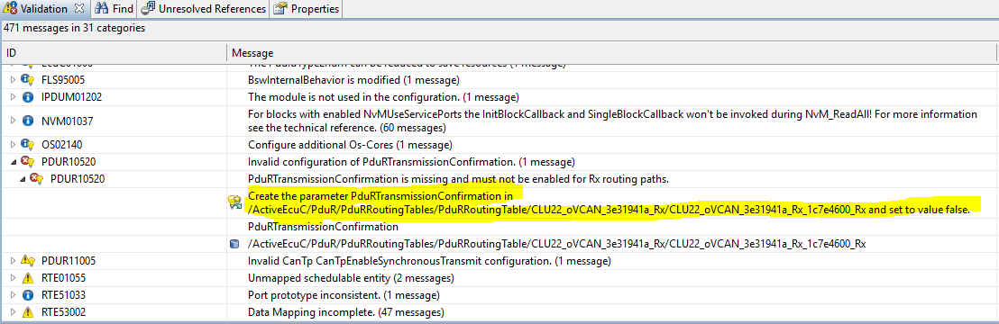 Validation Find Unresolved References Properties
471 messages in 31 categories
ID Message
The PduIdTypeEnum can be reduced to save resources (1 message)
FLS95005 BswInternalBehavior is modified (1 message)
IPDUM01202 The module is not used in the configuration. (1 message)
For blocks with enabled NvMUseServicePorts the InitBlockCallback and SingleBlockCallback won't be invoked during NvM_ReadAll! For more information
NVM01037 see the technical reference. (60 messages)
OS02140 Configure additional Os-Cores (1 message)
PDUR10520 Invalid configuration of PduRTransmissionConfirmation. (1 message)
PDUR10520 PduRTransmissionConfirmation is missing and must not be enabled for Rx routing paths.
Create the parameter PduRTransmissionConfirmation in
/ActiveEcuC/PduR/PduRRoutingTables/PduRRoutingTable/CLU22_oVCAN_3e31941a_Rx/CLU22_oVCAN_3e31941a_Rx_1c7e4600_Rx and set to value false.
PduRTransmissionConfirmation
/ActiveEcuC/PduR/PduRRoutingTables/PduRRoutingTable/CLU22_oVCAN_3e31941a_Rx/CLU22_oVCAN_3e31941a_Rx_1c7e4600_Rx
PDUR11005 Invalid CanTp CanTpEnableSynchronousTransmit configuration. (1 message)
RTE01055 Unmapped schedulable entity (2 messages)
RTE51033 Port prototype inconsistent. (1 message)
RTE53002 Data Mapping incomplete. (47 messages)